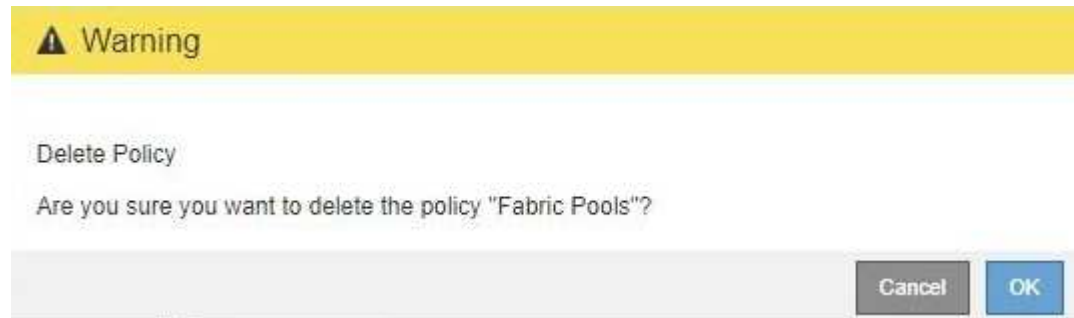 Warning
Delete Policy
Are you sure you want to delete the policy "Fabric Pools"?
Cancel OK